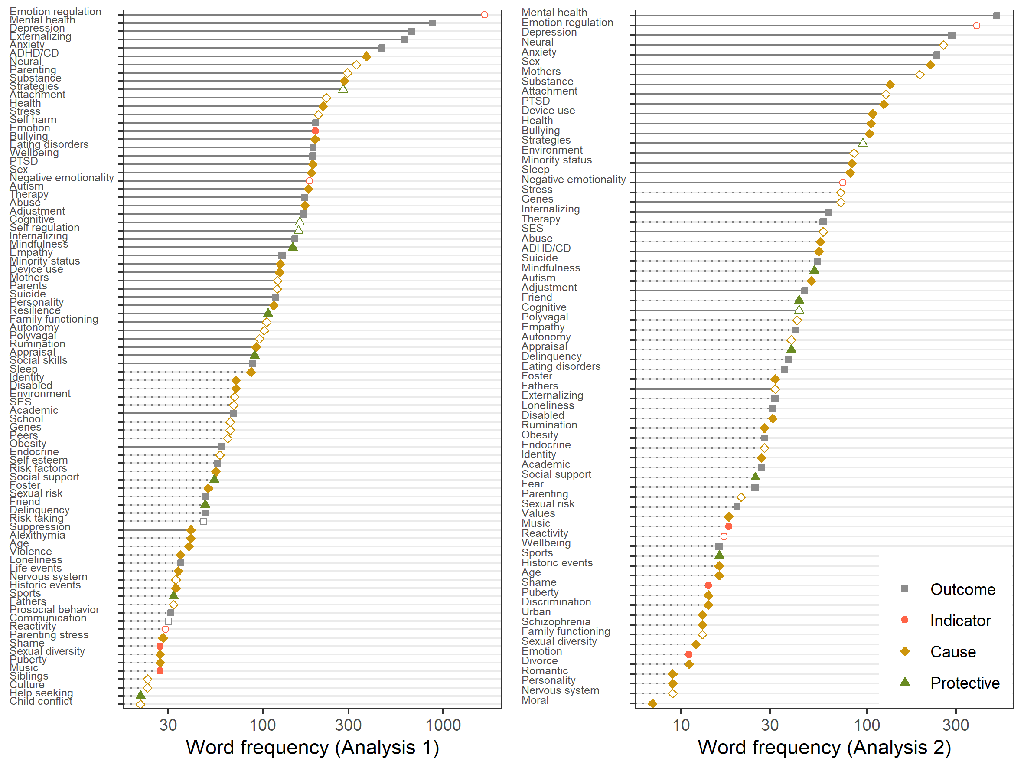 Emotion regulation
Mental health
Depression
Externalizing
Anxiety
ADHD/CD
Neural
Parenting
Substance
Strategies
Attachment
Health
Stress
Self harm
Emotion
Bullying
Eating disorders
Wellbeing
PTSD
Sex
Negative emotionality
Autism
Therapy
Abuse
Adjustment
Cognitive
Self regulation
Internalizing
Mindfulness
Empathy
Minority status
Device use
Mothers
Parents
Suicide
Personality
Resilience
Family functioning
Autonomy
Polyvagal
Rumination
Appraisal
Social skills
Sleep
Identity
Disabled
Environment
SES
Academic
School
Genes
Peers
Obesity
Endocrine
Self esteem
Risk factors
Social support
Foster
Sexual risk
Friend
Delinquency
Risk taking
Suppression
Alexithymia
Age
Violence
Loneliness
Life events
Nervous system
Historic events
Sports
Fathers
Prosocial behavior
Communication
Reactivity
Parenting stress
Shame
Sexual diversity
Puberty
Music
Siblings
Culture
Help seeking
Child conflict
30 100 300 1000
Word frequency (Analysis 1)
Mental health
Emotion regulation
Depression
Neural
Anxiety
Sex
Mothers
Substance
Attachment
PTSD
Device use
Health
Bullying
Strategies
Environment
Minority status
Sleep
Negative emotionality
Stress
Genes
Internalizing
Therapy
SES
Abuse
ADHD/CD
Suicide
Mindfulness
Autism
Adjustment
Friend
Cognitive
Polyvagal
Empathy
Autonomy
Appraisal
Delinquency
Eating disorders
Foster
Fathers
Externalizing
Loneliness
Disabled
Rumination
Obesity
Endocrine
Identity
Academic
Social support
Fear
Parenting
Sexual risk
Values
Music
Reactivity
Wellbeing
Sports
Historic events
Age
Shame
Puberty
Discrimination
Urban
Schizophrenia
Family functioning
Sexual diversity
Emotion
Divorce
Romantic
Personality
Nervous system
Moral
10 30 100 300
Word frequency (Analysis 2)
Outcome
Indicator
Cause
Protective